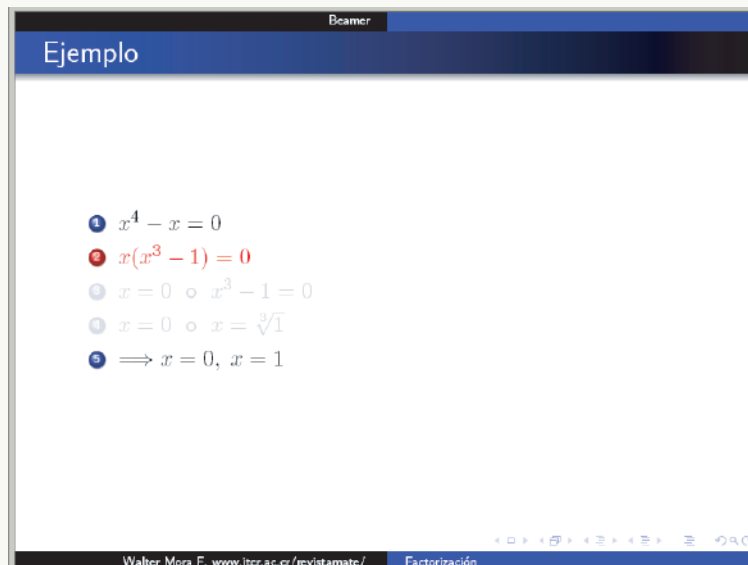 Beamer
Ejemplo
1 x⁴ − x = 0
2 x(x³ − 1) = 0
3 x = 0 o x³ − 1 = 0
4 x = 0 o x = ∛1
5 ⟹ x = 0, x = 1
Walter Mora F. www.itcr.ac.cr/revistamate/ Factorización